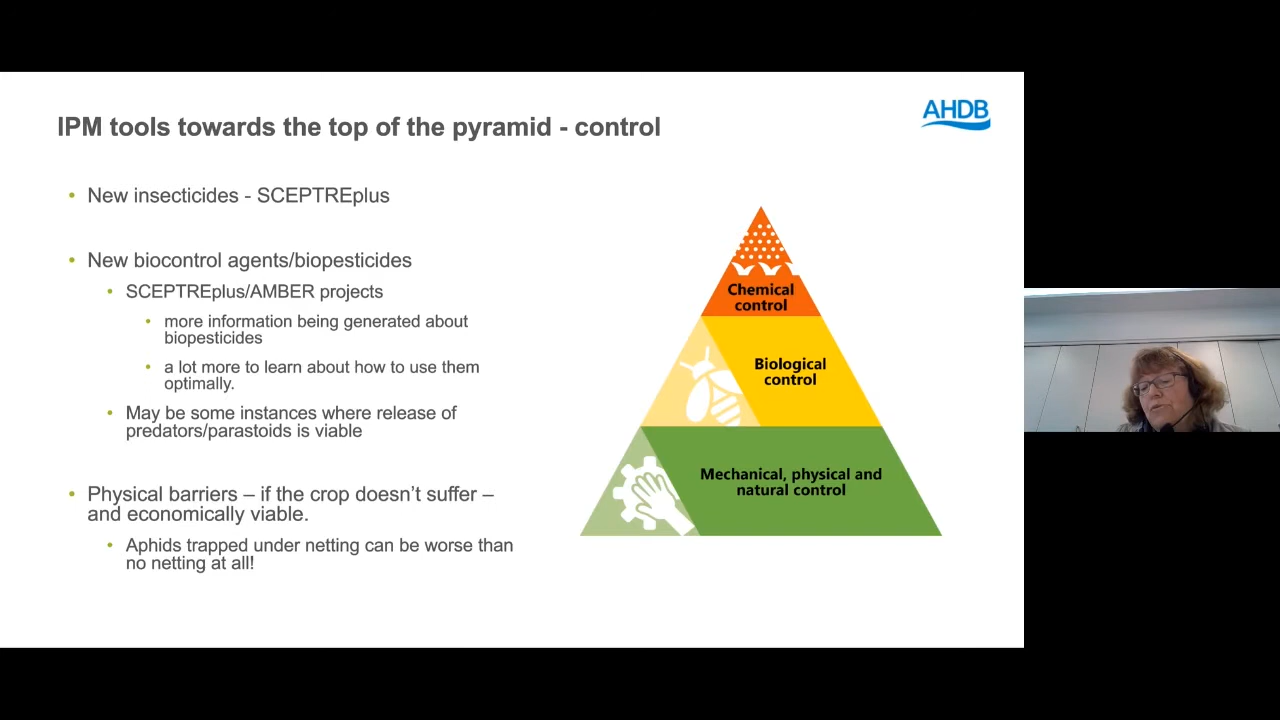 IPM tools towards the top of the pyramid - control
AHDB
• New insecticides - SCEPTREplus
• New biocontrol agents/biopesticides
• SCEPTREplus/AMBER projects
• more information being generated about
biopesticides
• a lot more to learn about how to use them
optimally.
• May be some instances where release of
predators/parastoids is viable
• Physical barriers – if the crop doesn’t suffer –
and economically viable.
• Aphids trapped under netting can be worse than
no netting at all!
Chemical
control
Biological
control
Mechanical, physical and
natural control